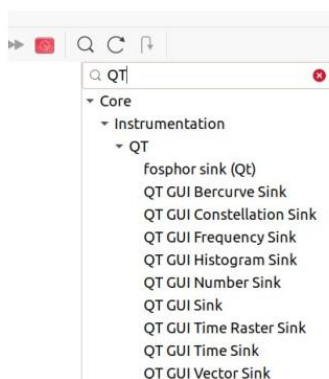 QT
Core
Instrumentation
QT
fosphor sink (Qt)
QT GUI Bercurve Sink
QT GUI Constellation Sink
QT GUI Frequency Sink
QT GUI Histogram Sink
QT GUI Number Sink
QT GUI Sink
QT GUI Time Raster Sink
QT GUI Time Sink
QT GUI Vector Sink